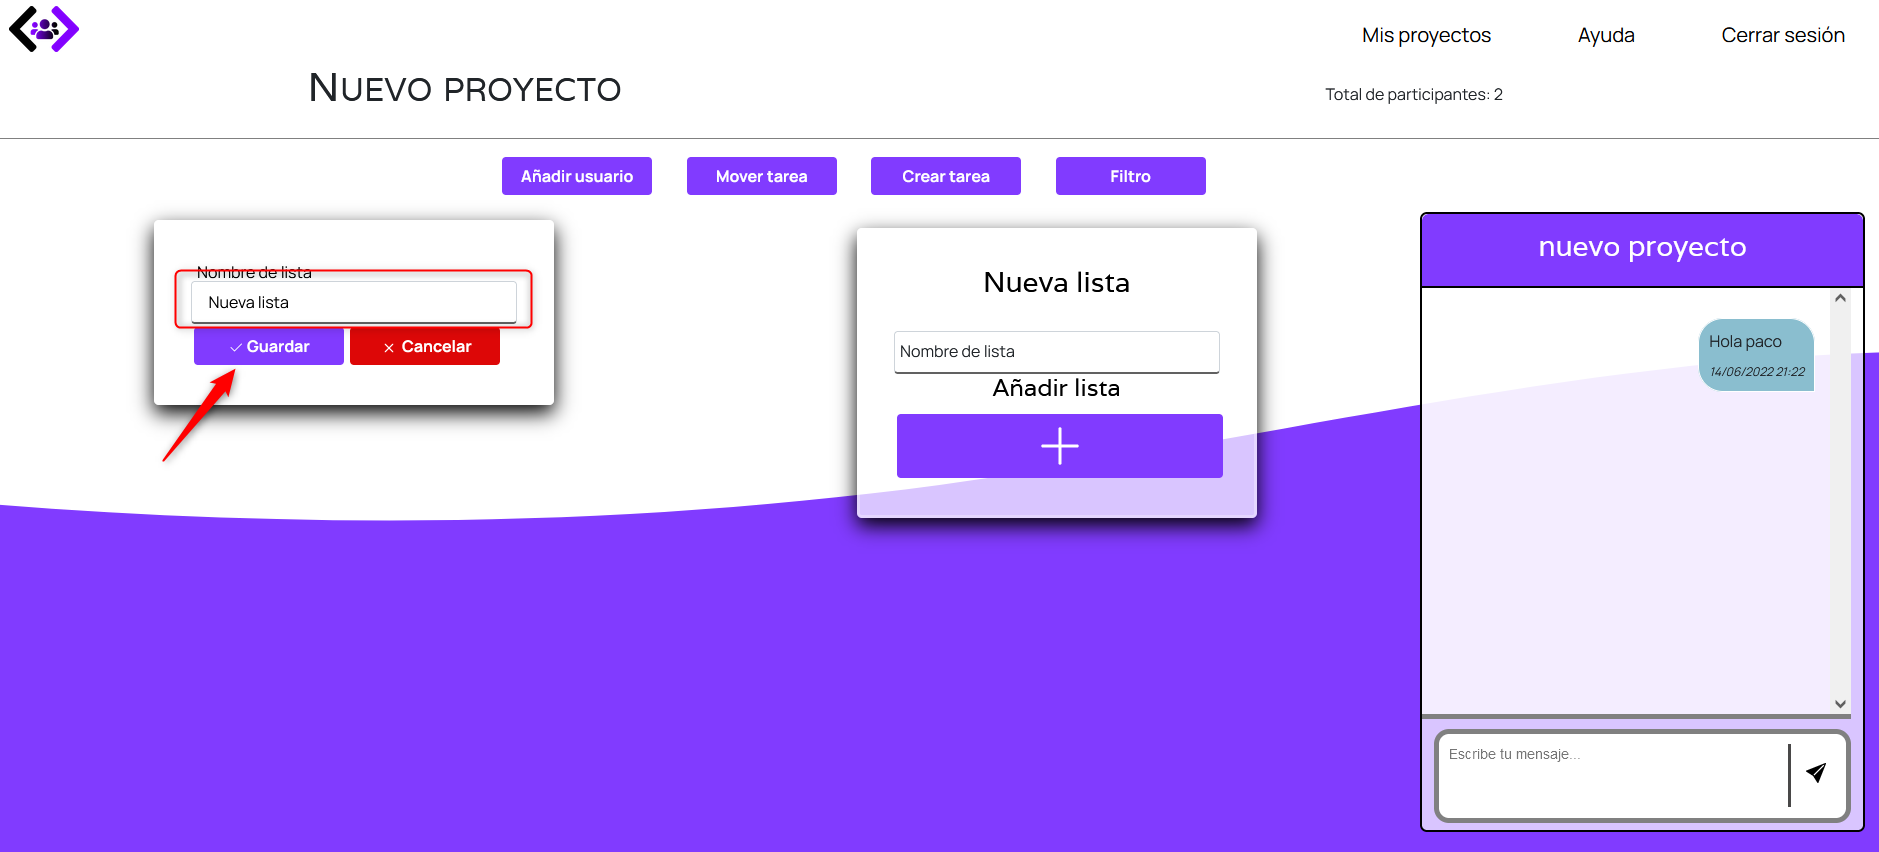 Mis proyectos
Ayuda
Cerrar sesión
Nuevo proyecto
Total de participantes: 2
Añadir usuario
Mover tarea
Crear tarea
Filtro
Nombre de lista
Nueva lista
Guardar
Cancelar
Nueva lista
Nombre de lista
Añadir lista
nuevo proyecto
Hola paco
14/06/2022 21:22
Escribe tu mensaje...